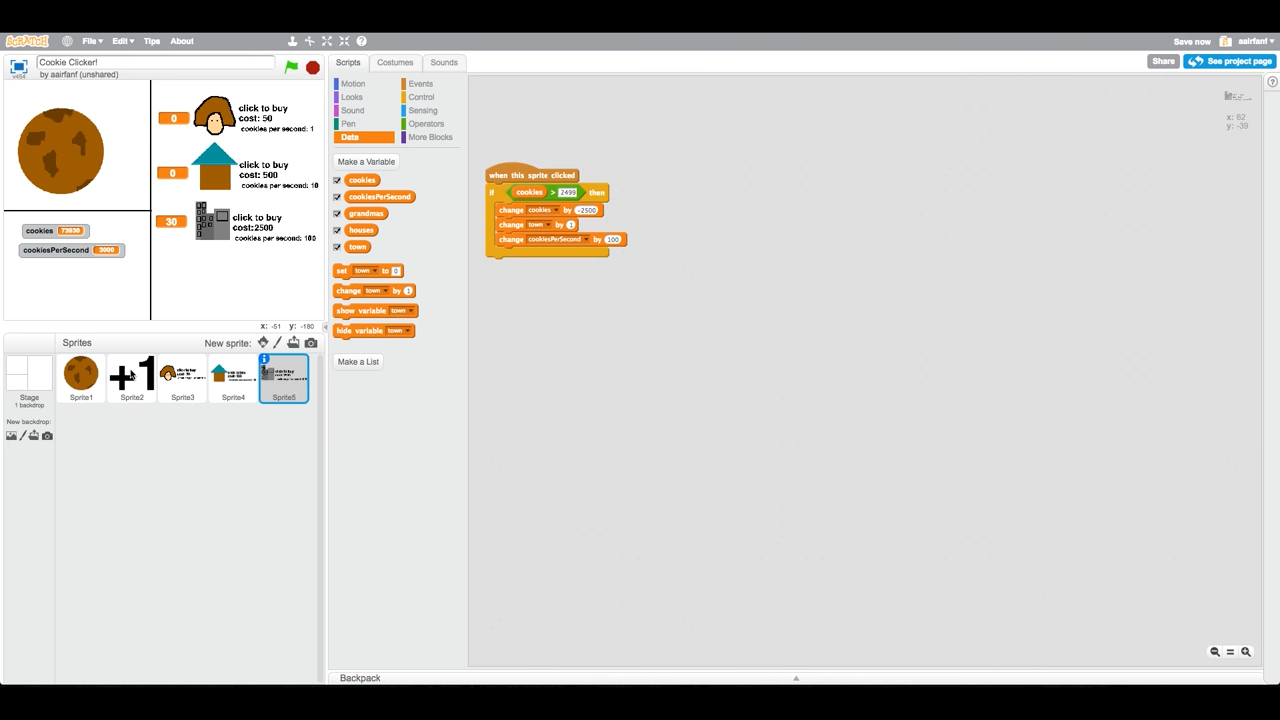 SCRATCH File Edit Tips About Save now aairfanf
Cookie Clicker!
by aairfanf (unshared)
v454
Scripts Costumes Sounds
Share See project page
Motion Events
Looks Control
Sound Sensing
Pen Operators
Data More Blocks
Make a Variable
cookies
cookiesPerSecond
grandmas
houses
town
set town to 0
change town by 1
show variable town
hide variable town
Make a List
0 click to buy
cost: 50
cookies per second: 1
0 click to buy
cost: 500
cookies per second: 10
30 click to buy
cost:2500
cookies per second: 100
cookies
cookiesPerSecond 3000
x: -51 y: -180
when this sprite clicked
if cookies > 2499 then
change cookies by -2500
change town by 1
change cookiesPerSecond by 100
x: 62
y: -39
Sprites New sprite:
+1
Stage
1 backdrop
Sprite1 Sprite2 Sprite3 Sprite4 Sprite5
New backdrop:
Backpack